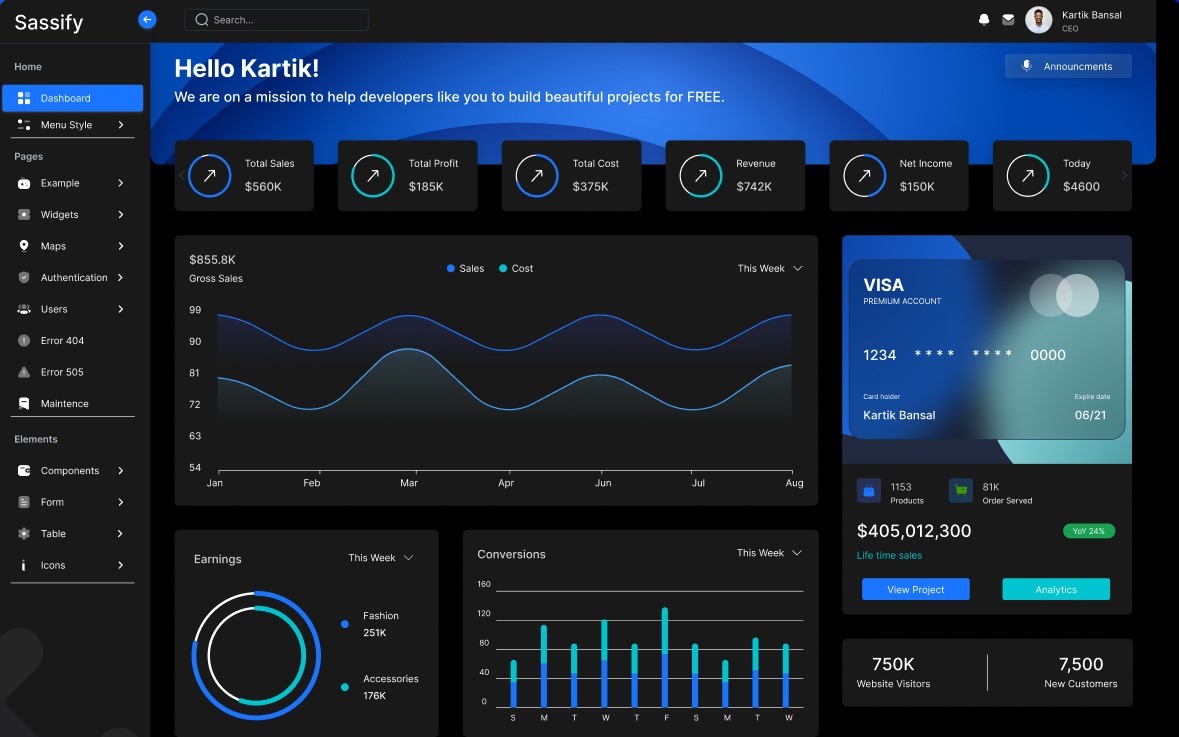 Sassify
Search...
Kartik Bansal
CEO
Home
Dashboard
Menu Style
Pages
Example
Widgets
Maps
Authentication
Users
Error 404
Error 505
Maintence
Elements
Components
Form
Table
Icons
Hello Kartik!
Announcments
We are on a mission to help developers like you to build beautiful projects for FREE.
Total Sales
$560K
Total Profit
$185K
Total Cost
$375K
Revenue
$742K
Net Income
$150K
Today
$4600
$855.8K
Gross Sales
Sales
Cost
This Week
99
90
81
72
63
54
Jan Feb Mar Apr Jun Jul Aug
VISA
PREMIUM ACCOUNT
1234 **** **** 0000
Card holder
Kartik Bansal
Expire date
06/21
1153
Products
81K
Order Served
$405,012,300
YoY 24%
Life time sales
View Project
Analytics
Earnings
This Week
Fashion
251K
Accessories
176K
Conversions
This Week
160
120
80
40
0
S M T W T F S M T W
750K
Website Visitors
7,500
New Customers